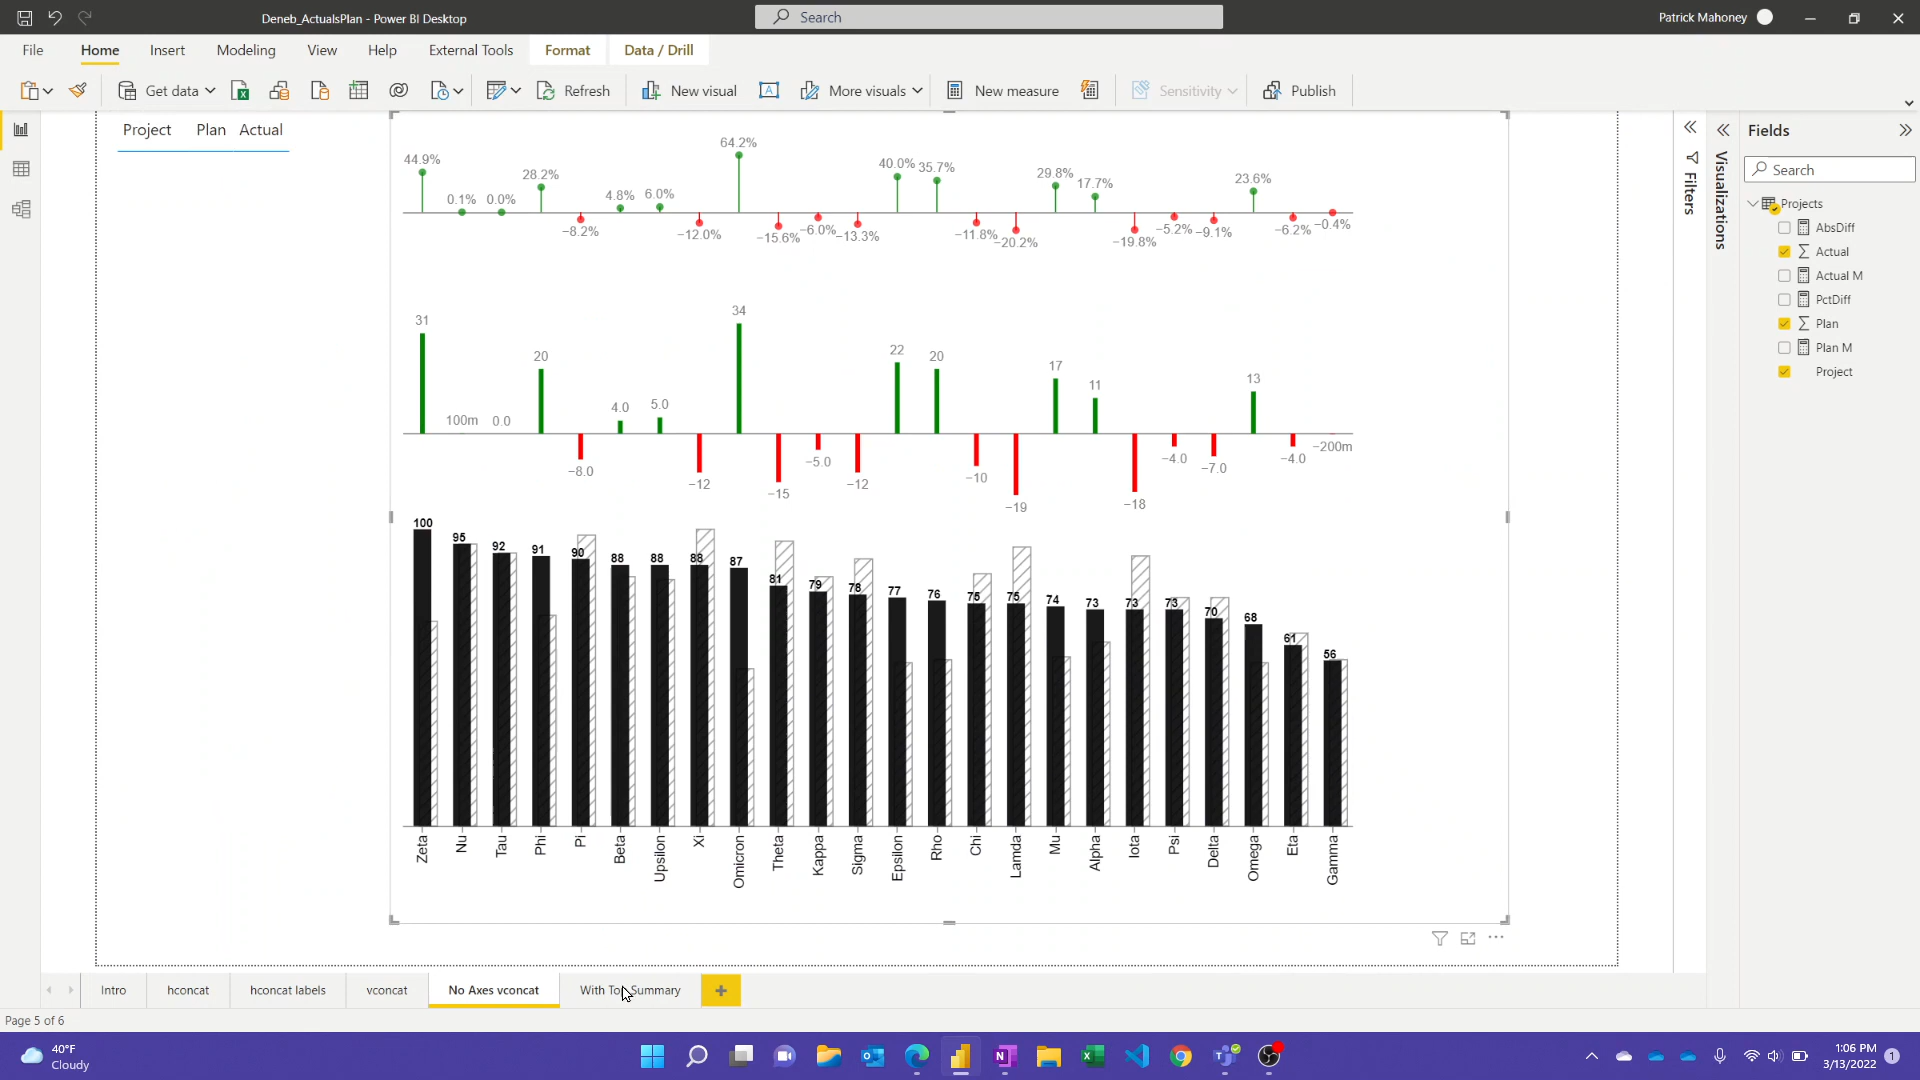 Deneb_ActualsPlan - Power BI Desktop
Search
Patrick Mahoney
File Home Insert Modeling View Help External Tools Format Data / Drill
Get data Refresh New visual More visuals New measure Sensitivity Publish
Project Plan Actual
44.9% 0.1% 0.0% 28.2% −8.2% 4.8% 6.0% −12.0% 64.2% −15.6% −6.0% −13.3% 40.0% 35.7% −11.8% −20.2% 29.8% 17.7% −19.8% −5.2% −9.1% 23.6% −6.2% −0.4%
31 100m 0.0 20 −8.0 4.0 5.0 −12 34 −15 −5.0 −12 22 20 −10 −19 17 11 −18 −4.0 −7.0 13 −4.0 −200m
100 95 92 91 90 88 88 88 87 81 79 78 77 76 75 75 74 73 73 73 70 68 61 56
Zeta Nu Tau Phi Pi Beta Upsilon Xi Omicron Theta Kappa Sigma Epsilon Rho Chi Lamda Mu Alpha Iota Psi Delta Omega Eta Gamma
Filters
Visualizations
Fields
Search
Projects
AbsDiff
Actual
Actual M
PctDiff
Plan
Plan M
Project
Intro hconcat hconcat labels vconcat No Axes vconcat With Top Summary
Page 5 of 6
40°F
Cloudy
1:06 PM
3/13/2022
1